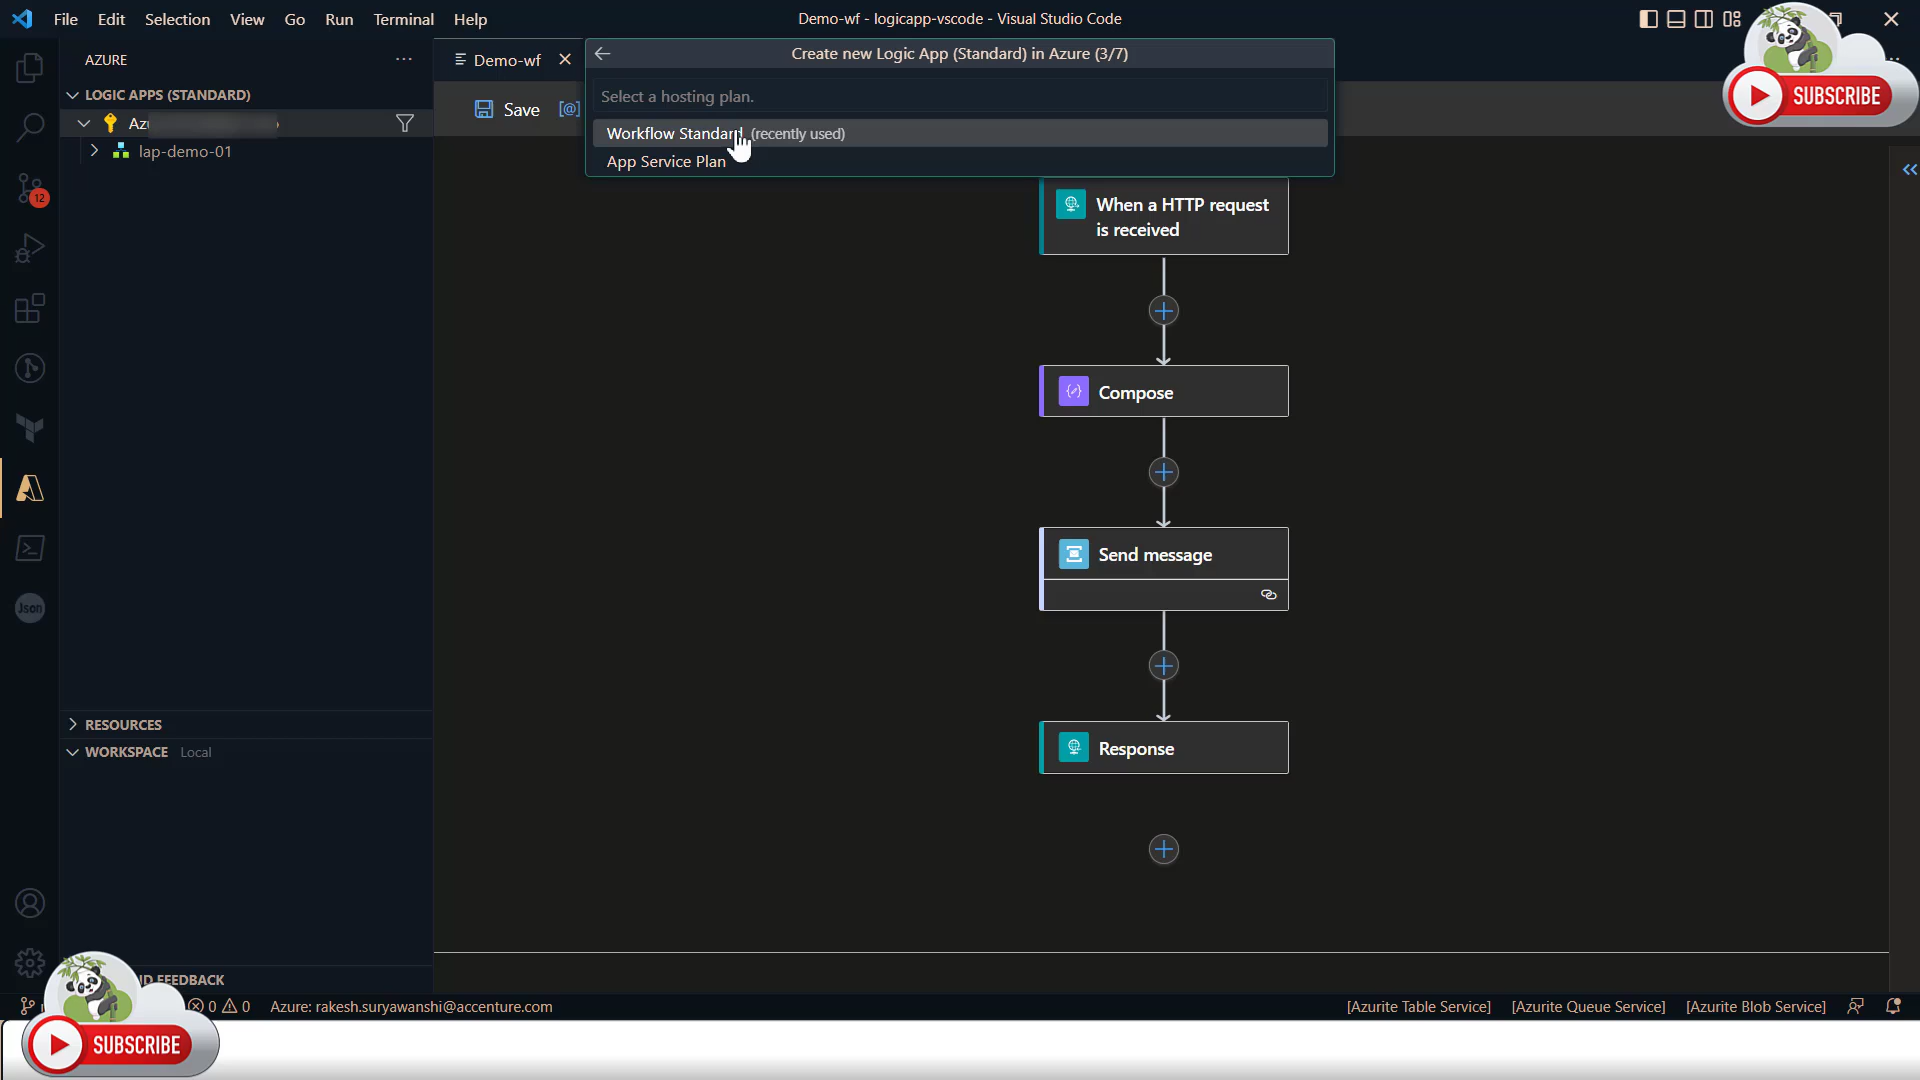 File Edit Selection View Go Run Terminal Help
Demo-wf - logicapp-vscode - Visual Studio Code
AZURE
LOGIC APPS (STANDARD)
lap-demo-01
12
Json
RESOURCES
WORKSPACE Local
FEEDBACK
Demo-wf
Save
Create new Logic App (Standard) in Azure (3/7)
Select a hosting plan.
Workflow Standard (recently used)
App Service Plan
When a HTTP request
is received
Compose
Send message
Response
SUBSCRIBE
0 0 Azure: rakesh.suryawanshi@accenture.com
[Azurite Table Service] [Azurite Queue Service] [Azurite Blob Service]
SUBSCRIBE